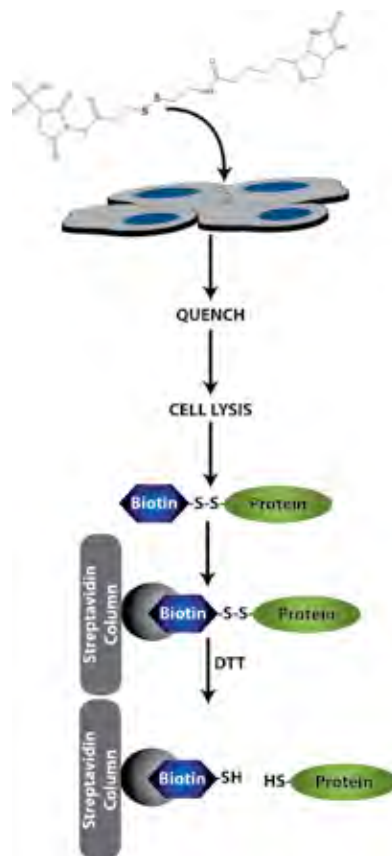 QUENCH
CELL LYSIS
Biotin -S-S- Protein
Streptavidin
Column
Biotin -S-S- Protein
DTT
Streptavidin
Column
Biotin -SH HS- Protein